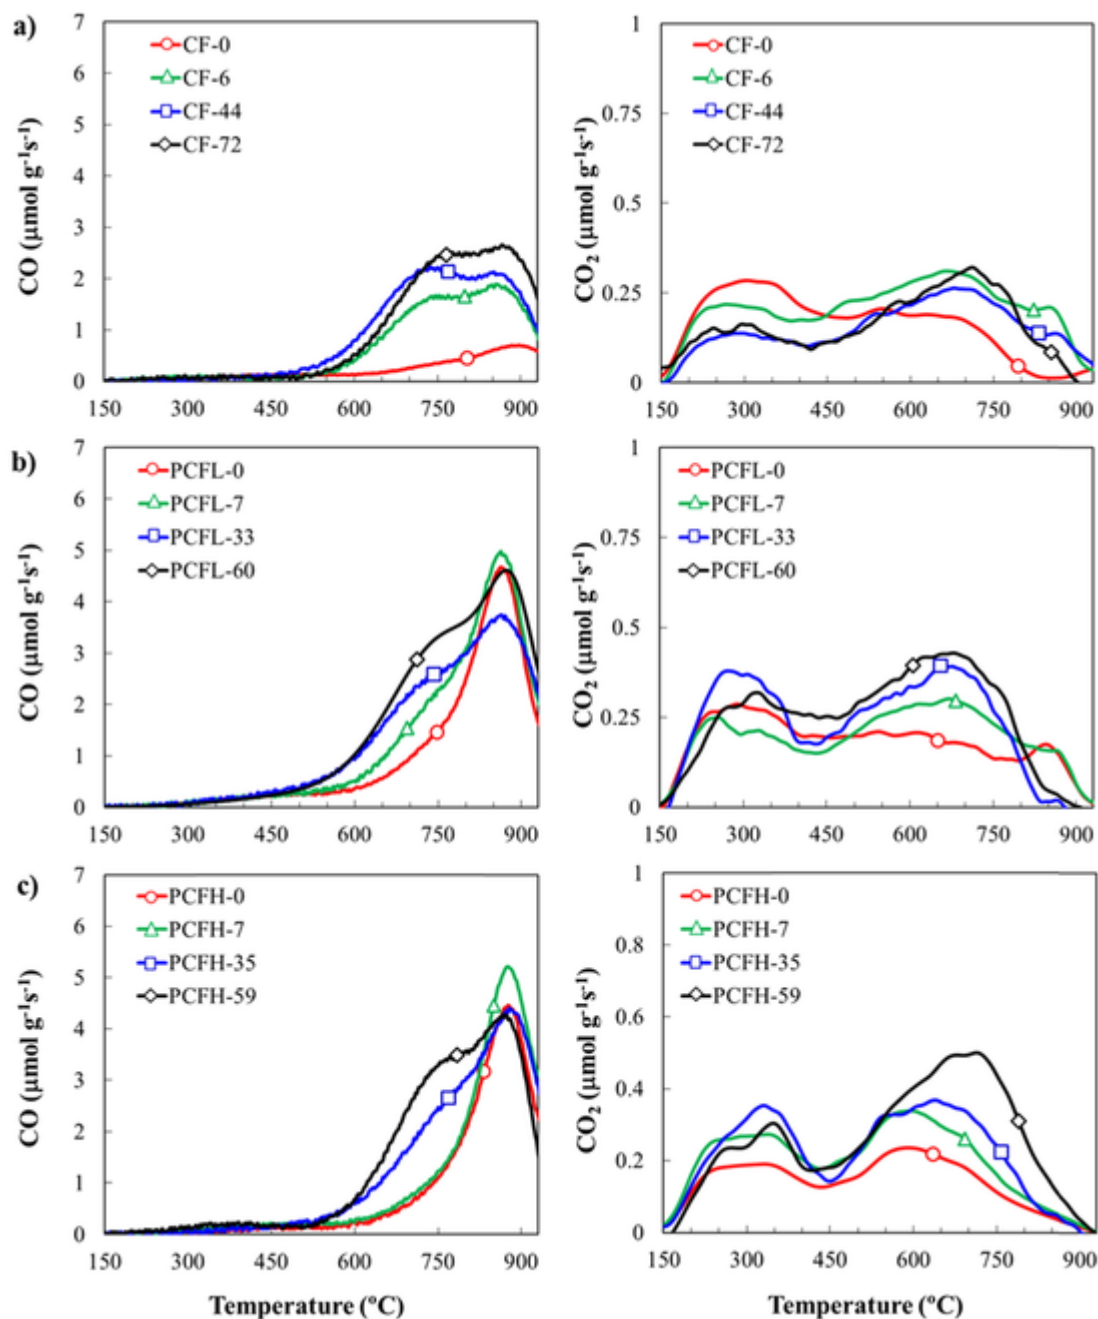 a)
CO (μmol g⁻¹s⁻¹)
7
6
5
4
3
2
1
0
CF-0
CF-6
CF-44
CF-72
150 300 450 600 750 900
CO₂ (μmol g⁻¹s⁻¹)
1
0.75
0.5
0.25
0
CF-0
CF-6
CF-44
CF-72
150 300 450 600 750 900
b)
CO (μmol g⁻¹s⁻¹)
7
6
5
4
3
2
1
0
PCFL-0
PCFL-7
PCFL-33
PCFL-60
150 300 450 600 750 900
CO₂ (μmol g⁻¹s⁻¹)
1
0.75
0.5
0.25
0
PCFL-0
PCFL-7
PCFL-33
PCFL-60
150 300 450 600 750 900
c)
CO (μmol g⁻¹s⁻¹)
7
6
5
4
3
2
1
0
PCFH-0
PCFH-7
PCFH-35
PCFH-59
150 300 450 600 750 900
Temperature (ºC)
CO₂ (μmol g⁻¹s⁻¹)
1
0.8
0.6
0.4
0.2
0
PCFH-0
PCFH-7
PCFH-35
PCFH-59
150 300 450 600 750 900
Temperature (ºC)